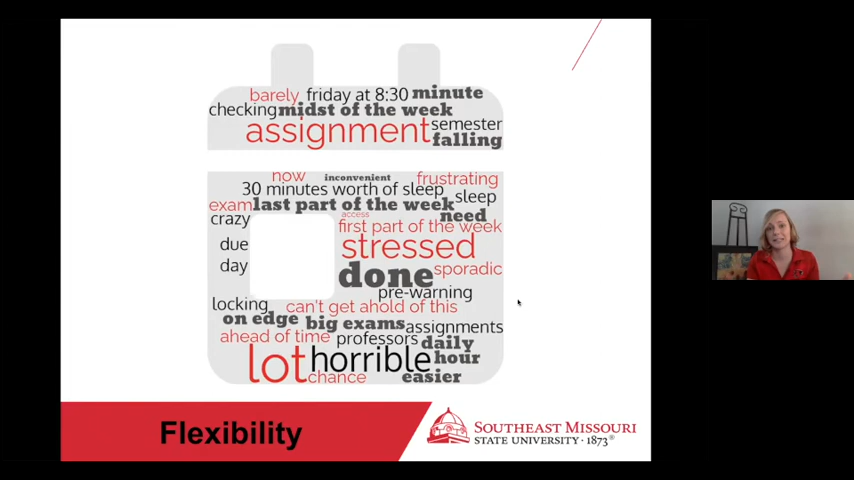 barely friday at 8:30 minute
checking midst of the week
assignment semester
falling
now inconvenient frustrating
30 minutes worth of sleep
exam last part of the week sleep
access
crazy first part of the week need
due stressed
day done sporadic
pre-warning
locking can't get ahold of this
on edge big exams assignments
ahead of time professors daily
lot horrible hour
chance easier
Flexibility
SOUTHEAST MISSOURI
STATE UNIVERSITY · 1873®